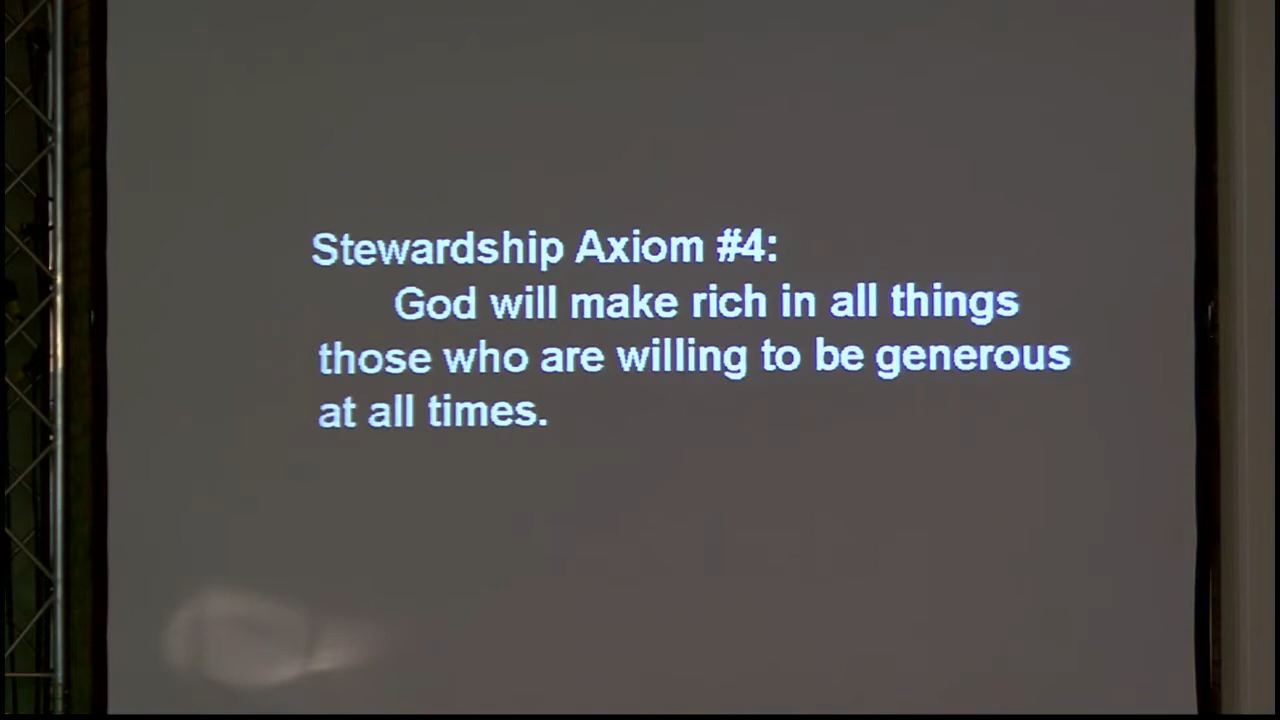 Stewardship Axiom #4:
God will make rich in all things
those who are willing to be generous
at all times.